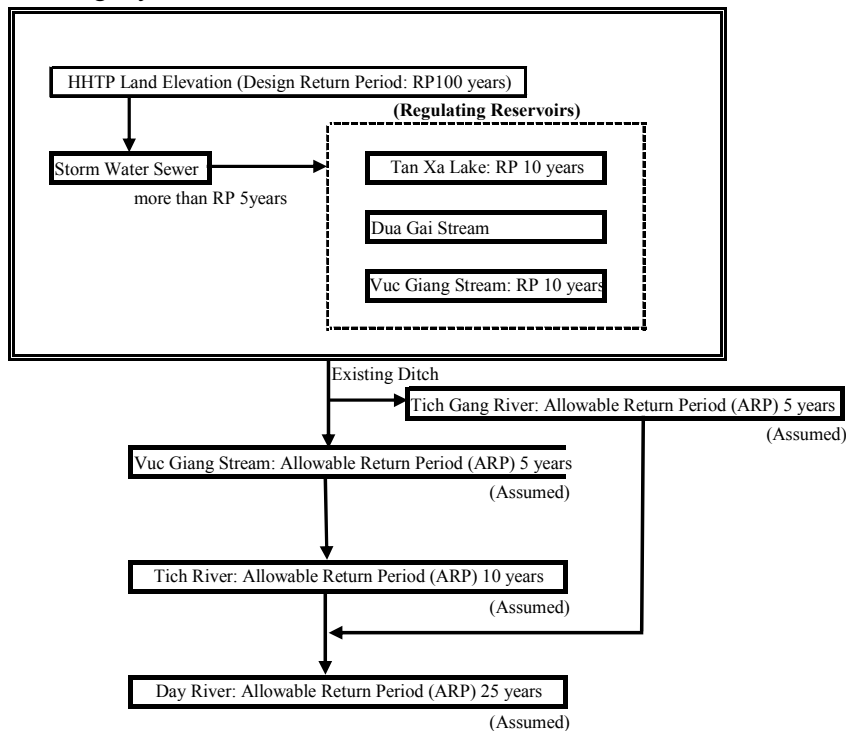 HHTP Land Elevation (Design Return Period: RP100 years)
(Regulating Reservoirs)
Storm Water Sewer
more than RP 5years
Tan Xa Lake: RP 10 years
Dua Gai Stream
Vuc Giang Stream: RP 10 years
Existing Ditch
Tich Gang River: Allowable Return Period (ARP) 5 years
(Assumed)
Vuc Giang Stream: Allowable Return Period (ARP) 5 years
(Assumed)
Tich River: Allowable Return Period (ARP) 10 years
(Assumed)
Day River: Allowable Return Period (ARP) 25 years
(Assumed)